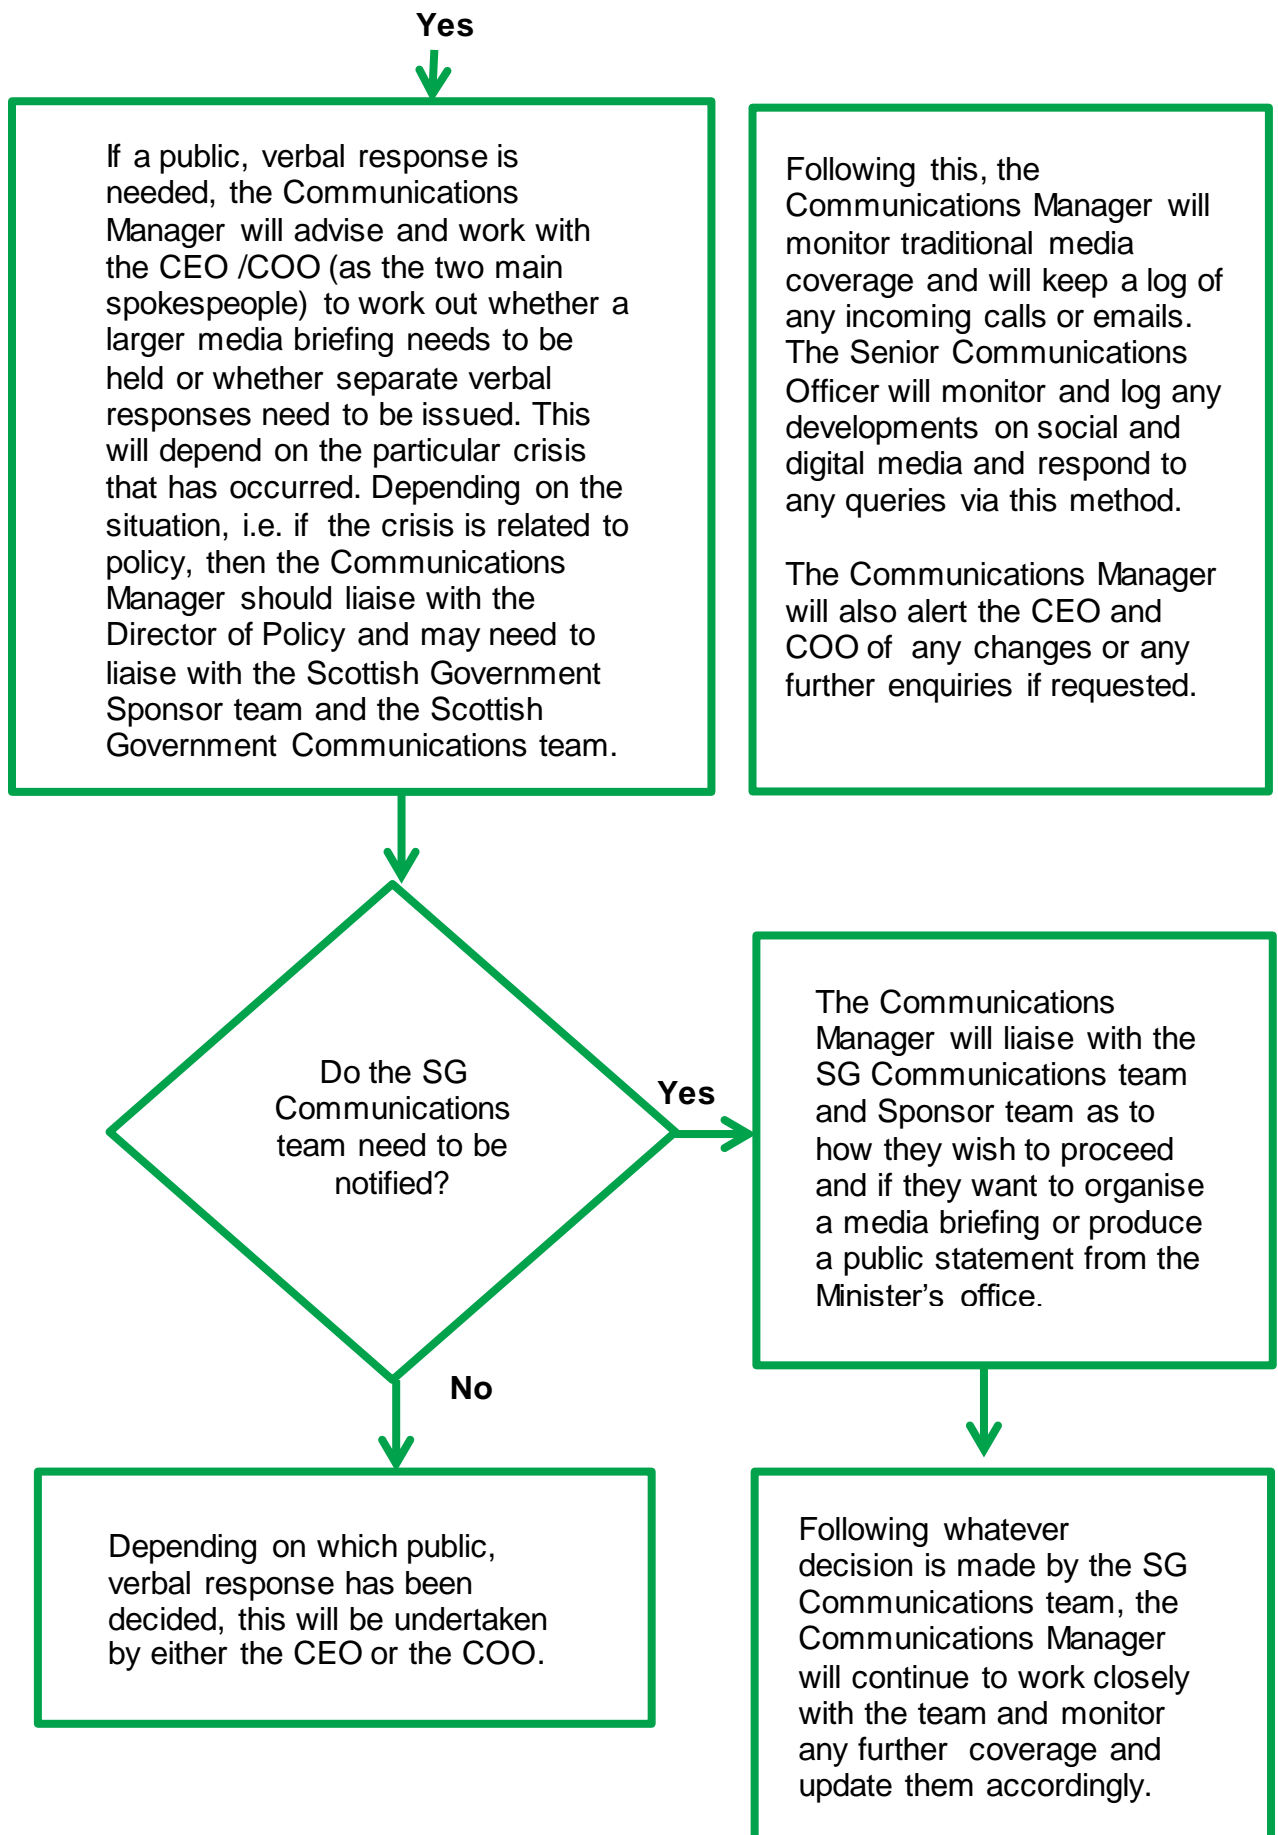 Yes
If a public, verbal response is
needed, the Communications
Manager will advise and work with
the CEO /COO (as the two main
spokespeople) to work out whether a
larger media briefing needs to be
held or whether separate verbal
responses need to be issued. This
will depend on the particular crisis
that has occurred. Depending on the
situation, i.e. if the crisis is related to
policy, then the Communications
Manager should liaise with the
Director of Policy and may need to
liaise with the Scottish Government
Sponsor team and the Scottish
Government Communications team.
Following this, the
Communications Manager will
monitor traditional media
coverage and will keep a log of
any incoming calls or emails.
The Senior Communications
Officer will monitor and log any
developments on social and
digital media and respond to
any queries via this method.
The Communications Manager
will also alert the CEO and
COO of any changes or any
further enquiries if requested.
Do the SG
Communications
team need to be
notified?
Yes
The Communications
Manager will liaise with the
SG Communications team
and Sponsor team as to
how they wish to proceed
and if they want to organise
a media briefing or produce
a public statement from the
Minister's office.
No
Depending on which public,
verbal response has been
decided, this will be undertaken
by either the CEO or the COO.
Following whatever
decision is made by the SG
Communications team, the
Communications Manager
will continue to work closely
with the team and monitor
any further coverage and
update them accordingly.